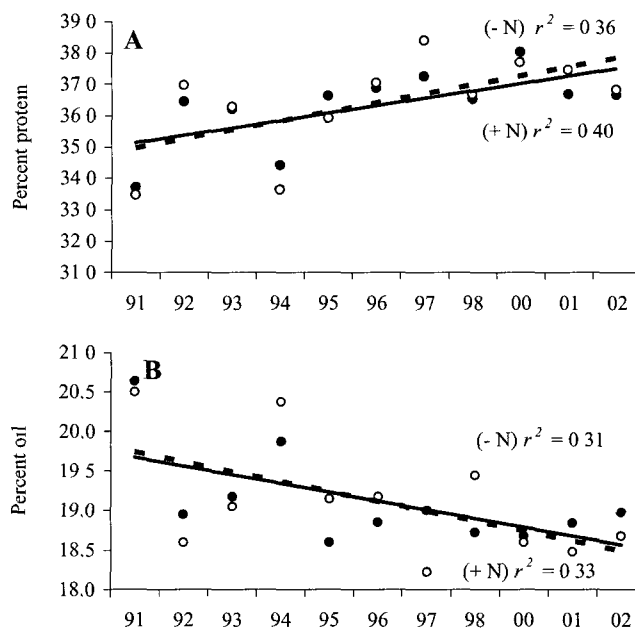 A
(- N) r² = 0 36
39 0
38 0
37 0
36 0
35 0
34 0
33 0
32 0
31 0
Percent protein
(+ N) r² = 0 40
91 92 93 94 95 96 97 98 00 01 02
B
21 0
20.5
20.0
19 5
19.0
18.5
18.0
Percent oil
(- N) r² = 0.31
(+ N) r² = 0.33
91 92 93 94 95 96 97 98 00 01 02